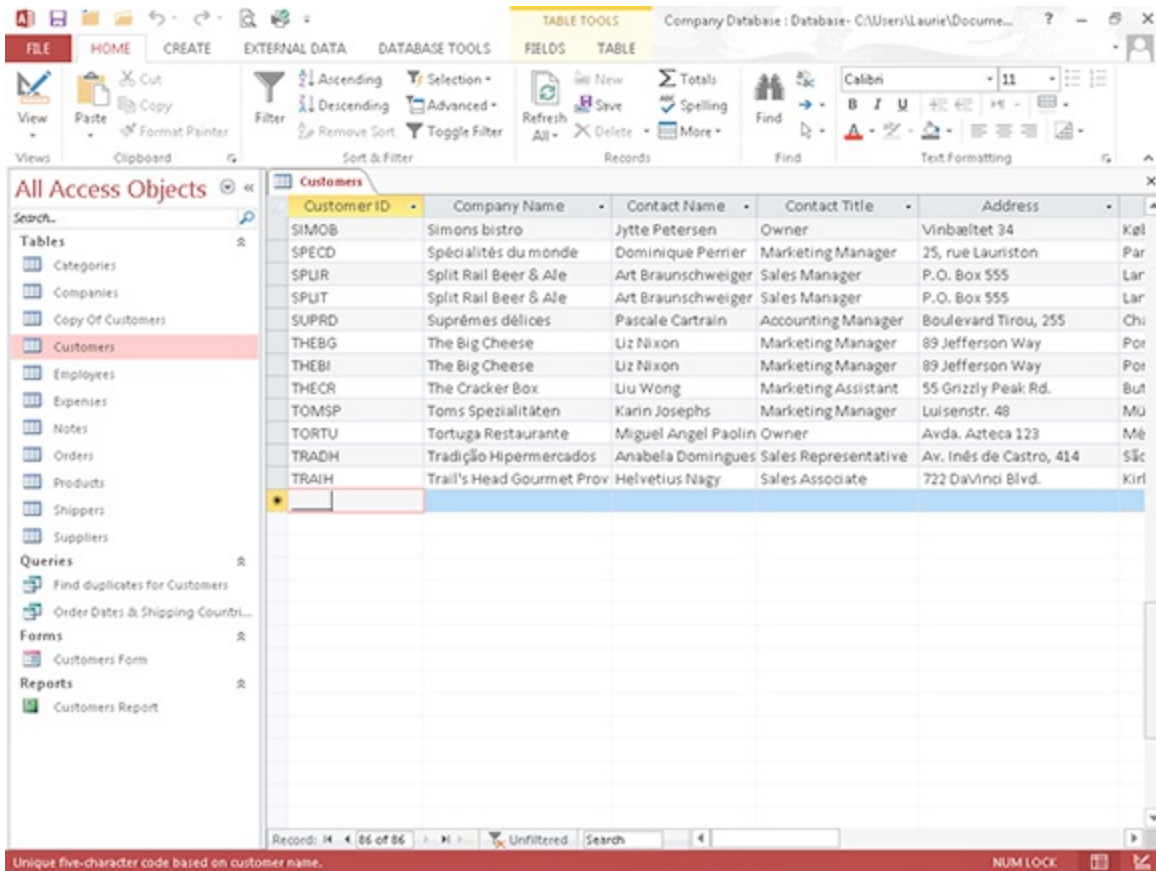 TABLE TOOLS Company Database : Database- C:\Users\Laurie\Docume... ?
FILE HOME CREATE EXTERNAL DATA DATABASE TOOLS FIELDS TABLE
View
Paste
Cut
Copy
Format Painter
Filter
Ascending
Descending
Remove Sort
Selection
Advanced
Toggle Filter
Refresh All
New
Save
Delete
Totals
Spelling
More
Find
Calibri 11
B I U
Views Clipboard Sort & Filter Records Find Text Formatting
All Access Objects
Search...
Tables
Categories
Companies
Copy Of Customers
Customers
Employees
Expenses
Notes
Orders
Products
Shippers
Suppliers
Queries
Find duplicates for Customers
Order Dates & Shipping Countri...
Forms
Customers Form
Reports
Customers Report
Customers
Customer ID Company Name Contact Name Contact Title Address
SIMOB Simons bistro Jytte Petersen Owner Vinbæltet 34 Køl
SPECD Spécialités du monde Dominique Perrier Marketing Manager 25, rue Lauriston Par
SPLIR Split Rail Beer & Ale Art Braunschweiger Sales Manager P.O. Box 555 Lar
SPLIT Split Rail Beer & Ale Art Braunschweiger Sales Manager P.O. Box 555 Lar
SUPRD Suprêmes délices Pascale Cartrain Accounting Manager Boulevard Tirou, 255 Cha
THEBG The Big Cheese Liz Nixon Marketing Manager 89 Jefferson Way Por
THEBI The Big Cheese Liz Nixon Marketing Manager 89 Jefferson Way Por
THECR The Cracker Box Liu Wong Marketing Assistant 55 Grizzly Peak Rd. But
TOMSP Toms Spezialitäten Karin Josephs Marketing Manager Luisenstr. 48 Mü
TORTU Tortuga Restaurante Miguel Angel Paolin Owner Avda. Azteca 123 Mé
TRADH Tradição Hipermercados Anabela Domingues Sales Representative Av. Inês de Castro, 414 São
TRAIH Trail's Head Gourmet Prov Helvetius Nagy Sales Associate 722 DaVinci Blvd. Kirl
Record: 86 of 86 Unfiltered Search
Unique five-character code based on customer name. NUM LOCK